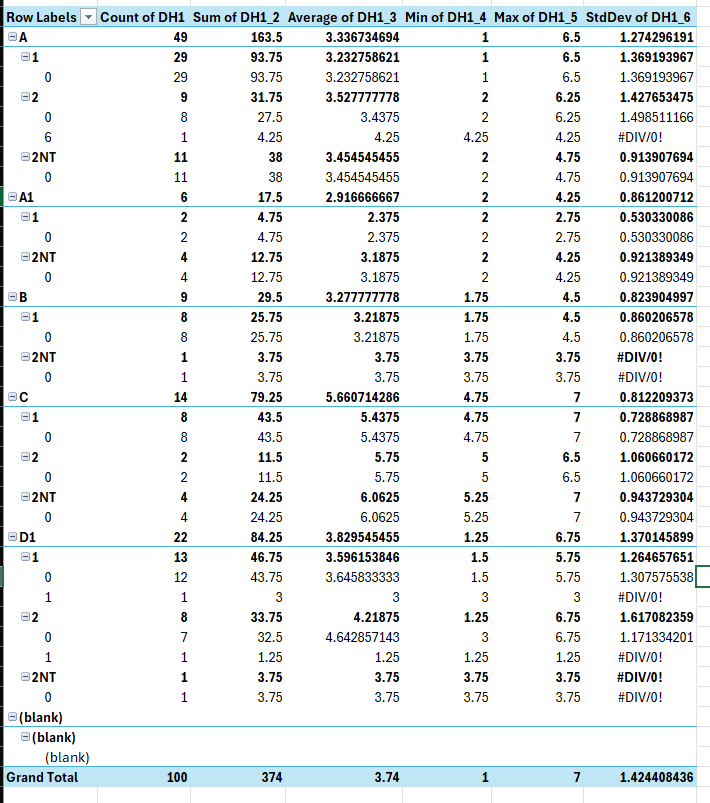 Row Labels Count of DH1 Sum of DH1_2 Average of DH1_3 Min of DH1_4 Max of DH1_5 StdDev of DH1_6
A 49 163.5 3.336734694 1 6.5 1.274296191
1 29 93.75 3.232758621 1 6.5 1.369193967
0 29 93.75 3.232758621 1 6.5 1.369193967
2 9 31.75 3.527777778 2 6.25 1.427653475
0 8 27.5 3.4375 2 6.25 1.498511166
6 1 4.25 4.25 4.25 4.25 #DIV/0!
2NT 11 38 3.454545455 2 4.75 0.913907694
0 11 38 3.454545455 2 4.75 0.913907694
A1 6 17.5 2.916666667 2 4.25 0.861200712
1 2 4.75 2.375 2 2.75 0.530330086
0 2 4.75 2.375 2 2.75 0.530330086
2NT 4 12.75 3.1875 2 4.25 0.921389349
0 4 12.75 3.1875 2 4.25 0.921389349
B 9 29.5 3.277777778 1.75 4.5 0.823904997
1 8 25.75 3.21875 1.75 4.5 0.860206578
0 8 25.75 3.21875 1.75 4.5 0.860206578
2NT 1 3.75 3.75 3.75 3.75 #DIV/0!
0 1 3.75 3.75 3.75 3.75 #DIV/0!
C 14 79.25 5.660714286 4.75 7 0.812209373
1 8 43.5 5.4375 4.75 7 0.728868987
0 8 43.5 5.4375 4.75 7 0.728868987
2 2 11.5 5.75 5 6.5 1.060660172
0 2 11.5 5.75 5 6.5 1.060660172
2NT 4 24.25 6.0625 5.25 7 0.943729304
0 4 24.25 6.0625 5.25 7 0.943729304
D1 22 84.25 3.829545455 1.25 6.75 1.370145899
1 13 46.75 3.596153846 1.5 5.75 1.264657651
0 12 43.75 3.645833333 1.5 5.75 1.307575538
1 1 3 3 3 3 #DIV/0!
2 8 33.75 4.21875 1.25 6.75 1.617082359
0 7 32.5 4.642857143 3 6.75 1.171334201
1 1 1.25 1.25 1.25 1.25 #DIV/0!
2NT 1 3.75 3.75 3.75 3.75 #DIV/0!
0 1 3.75 3.75 3.75 3.75 #DIV/0!
(blank)
(blank)
(blank)
Grand Total 100 374 3.74 1 7 1.424408436